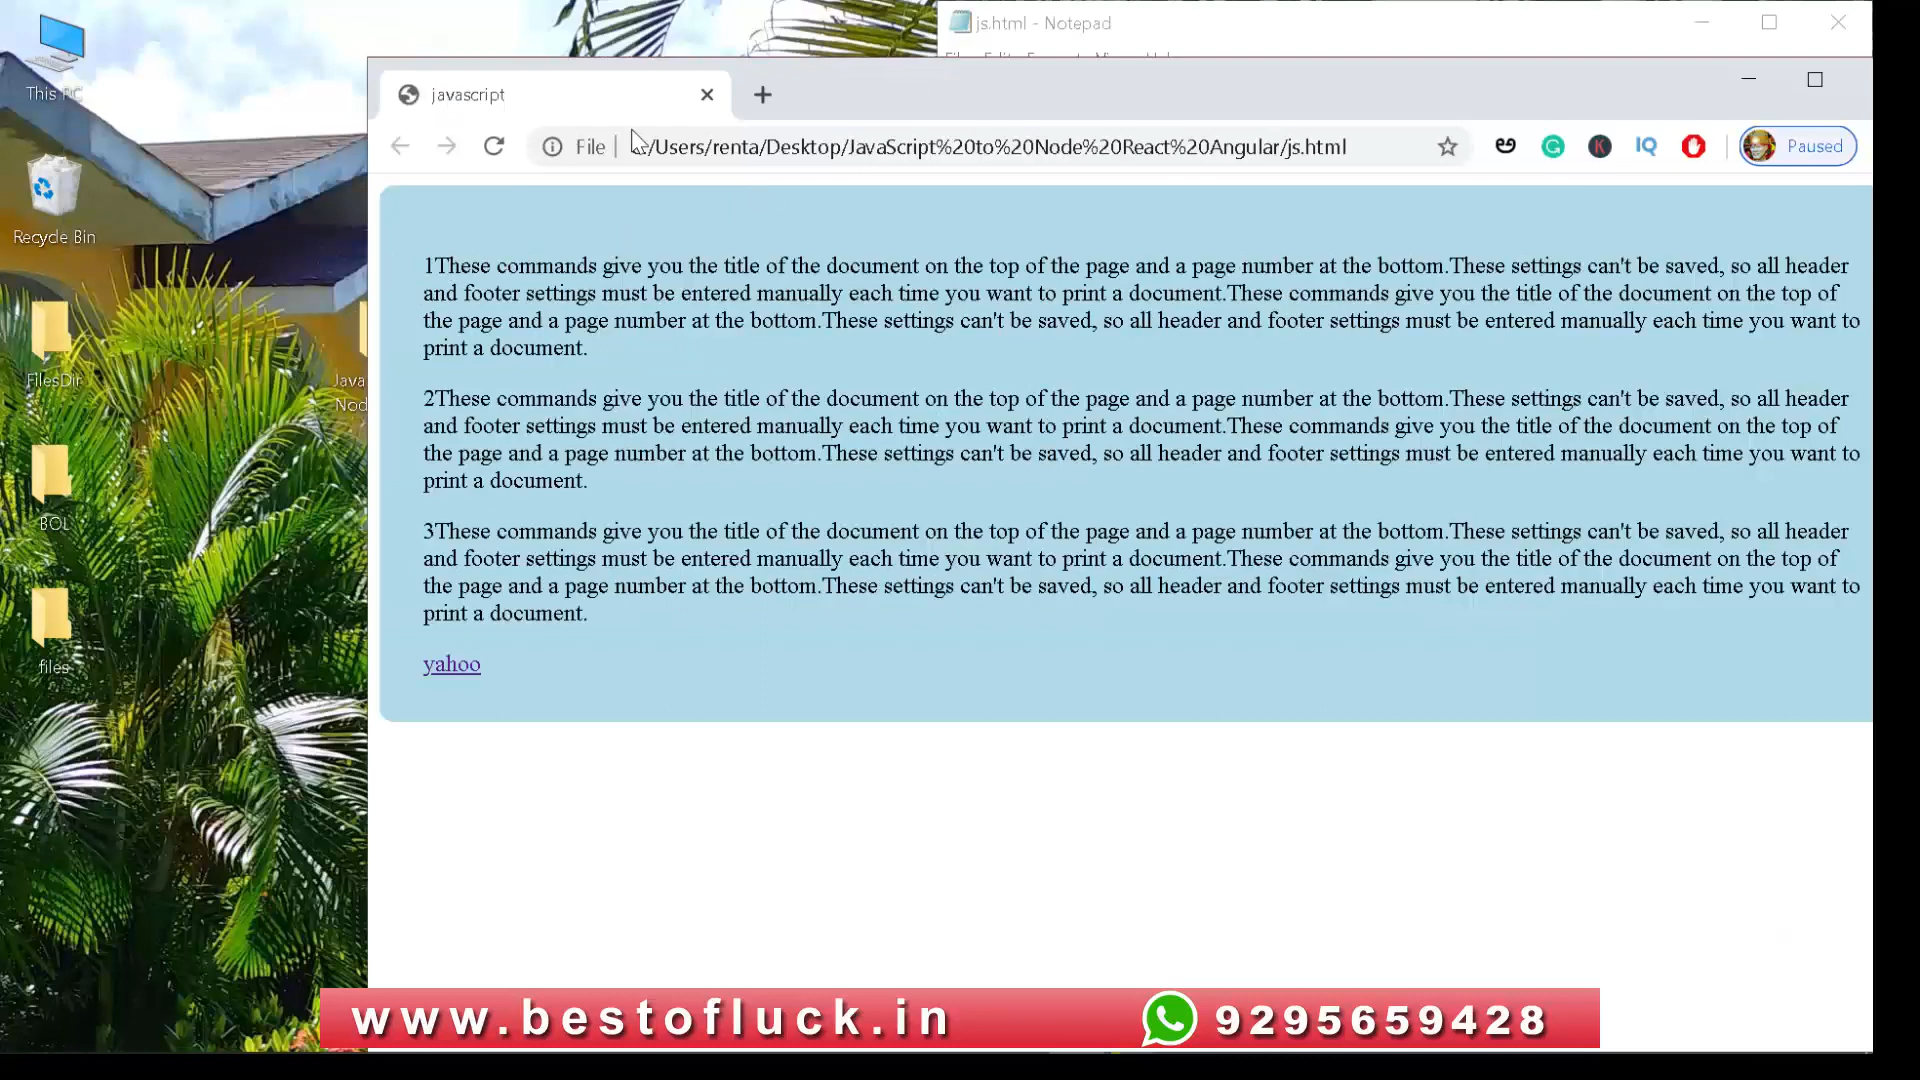 js.html - Notepad
This PC
javascript
File | /Users/renta/Desktop/JavaScript%20to%20Node%20React%20Angular/js.html
IQ
Paused
Recycle Bin
1These commands give you the title of the document on the top of the page and a page number at the bottom.These settings can't be saved, so all header
and footer settings must be entered manually each time you want to print a document.These commands give you the title of the document on the top of
the page and a page number at the bottom.These settings can't be saved, so all header and footer settings must be entered manually each time you want to
print a document.
2These commands give you the title of the document on the top of the page and a page number at the bottom.These settings can't be saved, so all header
and footer settings must be entered manually each time you want to print a document.These commands give you the title of the document on the top of
the page and a page number at the bottom.These settings can't be saved, so all header and footer settings must be entered manually each time you want to
print a document.
3These commands give you the title of the document on the top of the page and a page number at the bottom.These settings can't be saved, so all header
and footer settings must be entered manually each time you want to print a document.These commands give you the title of the document on the top of
the page and a page number at the bottom.These settings can't be saved, so all header and footer settings must be entered manually each time you want to
print a document.
yahoo
FilesDir
Java
Nod
BOL
files
www.bestofluck.in
9295659428